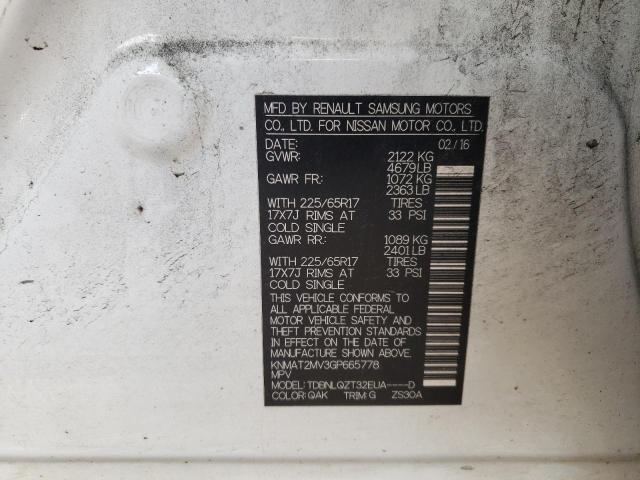 MFD BY RENAULT SAMSUNG MOTORS
CO., LTD. FOR NISSAN MOTOR CO., LTD.
DATE: 02/16
GVWR: 2122 KG
4679 LB
GAWR FR: 1072 KG
2363 LB
WITH 225/65R17 TIRES
17X7J RIMS AT 33 PSI
COLD SINGLE
GAWR RR: 1089 KG
2401 LB
WITH 225/65R17 TIRES
17X7J RIMS AT 33 PSI
COLD SINGLE
THIS VEHICLE CONFORMS TO
ALL APPLICABLE FEDERAL
MOTOR VEHICLE SAFETY AND
THEFT PREVENTION STANDARDS
IN EFFECT ON THE DATE OF
MANUFACTURE SHOWN ABOVE.
KNMAT2MV3GP665778
MPV
MODEL: TDBNLQZT32EUA----D
COLOR: QAK TRIM: G ZS30A